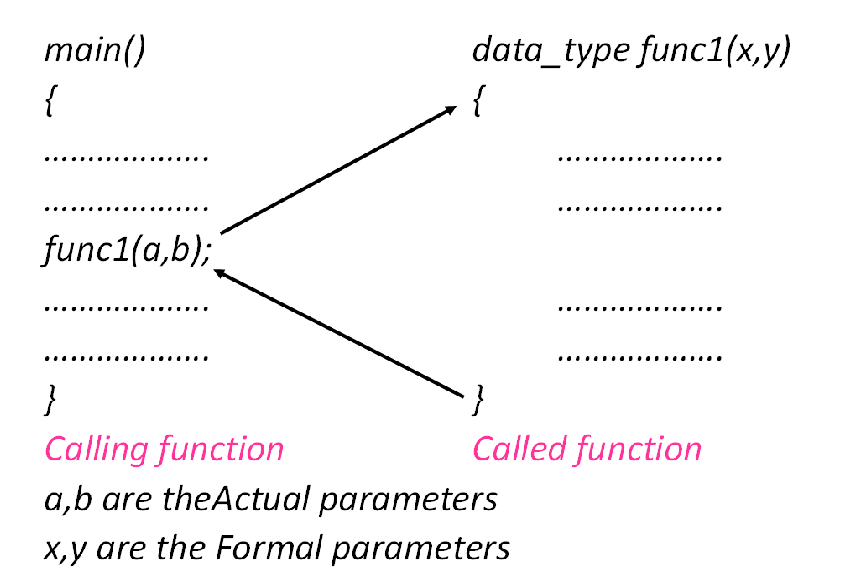 main()
{
...................
...................
func1(a,b);
...................
...................
}
Calling function
data_type func1(x,y)
{
...................
...................
...................
...................
}
Called function
a,b are theActual parameters
x,y are the Formal parameters